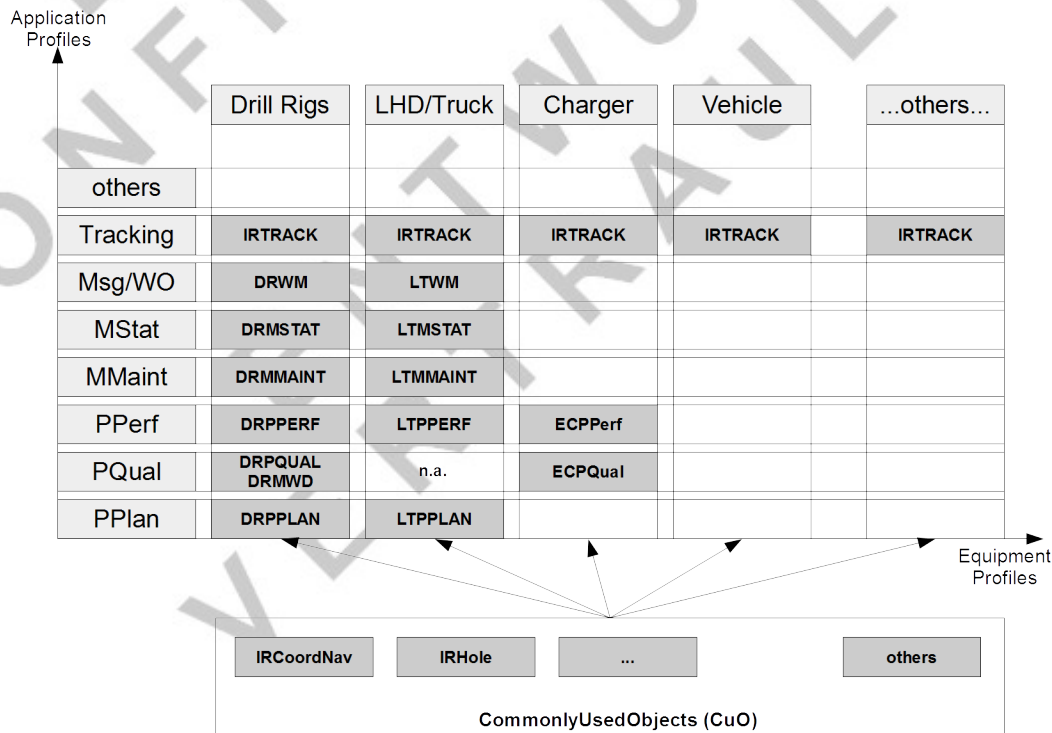 Application
Profiles
Drill Rigs LHD/Truck Charger Vehicle ...others...
others
Tracking IRTRACK IRTRACK IRTRACK IRTRACK IRTRACK
Msg/WO DRWM LTWM
MStat DRMSTAT LTMSTAT
MMaint DRMMAINT LTMMAINT
PPerf DRPPERF LTPPERF ECPPerf
PQual DRPQUAL DRMWD n.a. ECPQual
PPlan DRPPLAN LTPPLAN
Equipment
Profiles
IRCoordNav IRHole ... others
CommonlyUsedObjects (CuO)